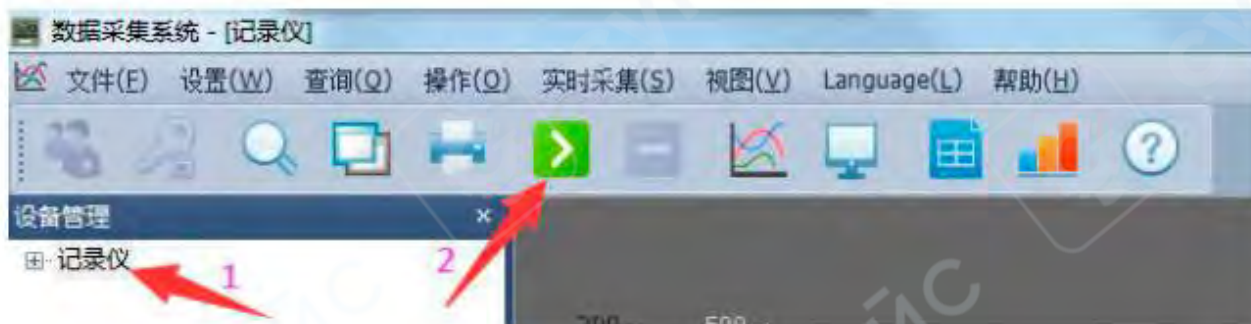 数据采集系统 - [记录仪]
文件(F) 设置(W) 查询(Q) 操作(O) 实时采集(S) 视图(V) Language(L) 帮助(H)
设备管理 ×
记录仪
1
2